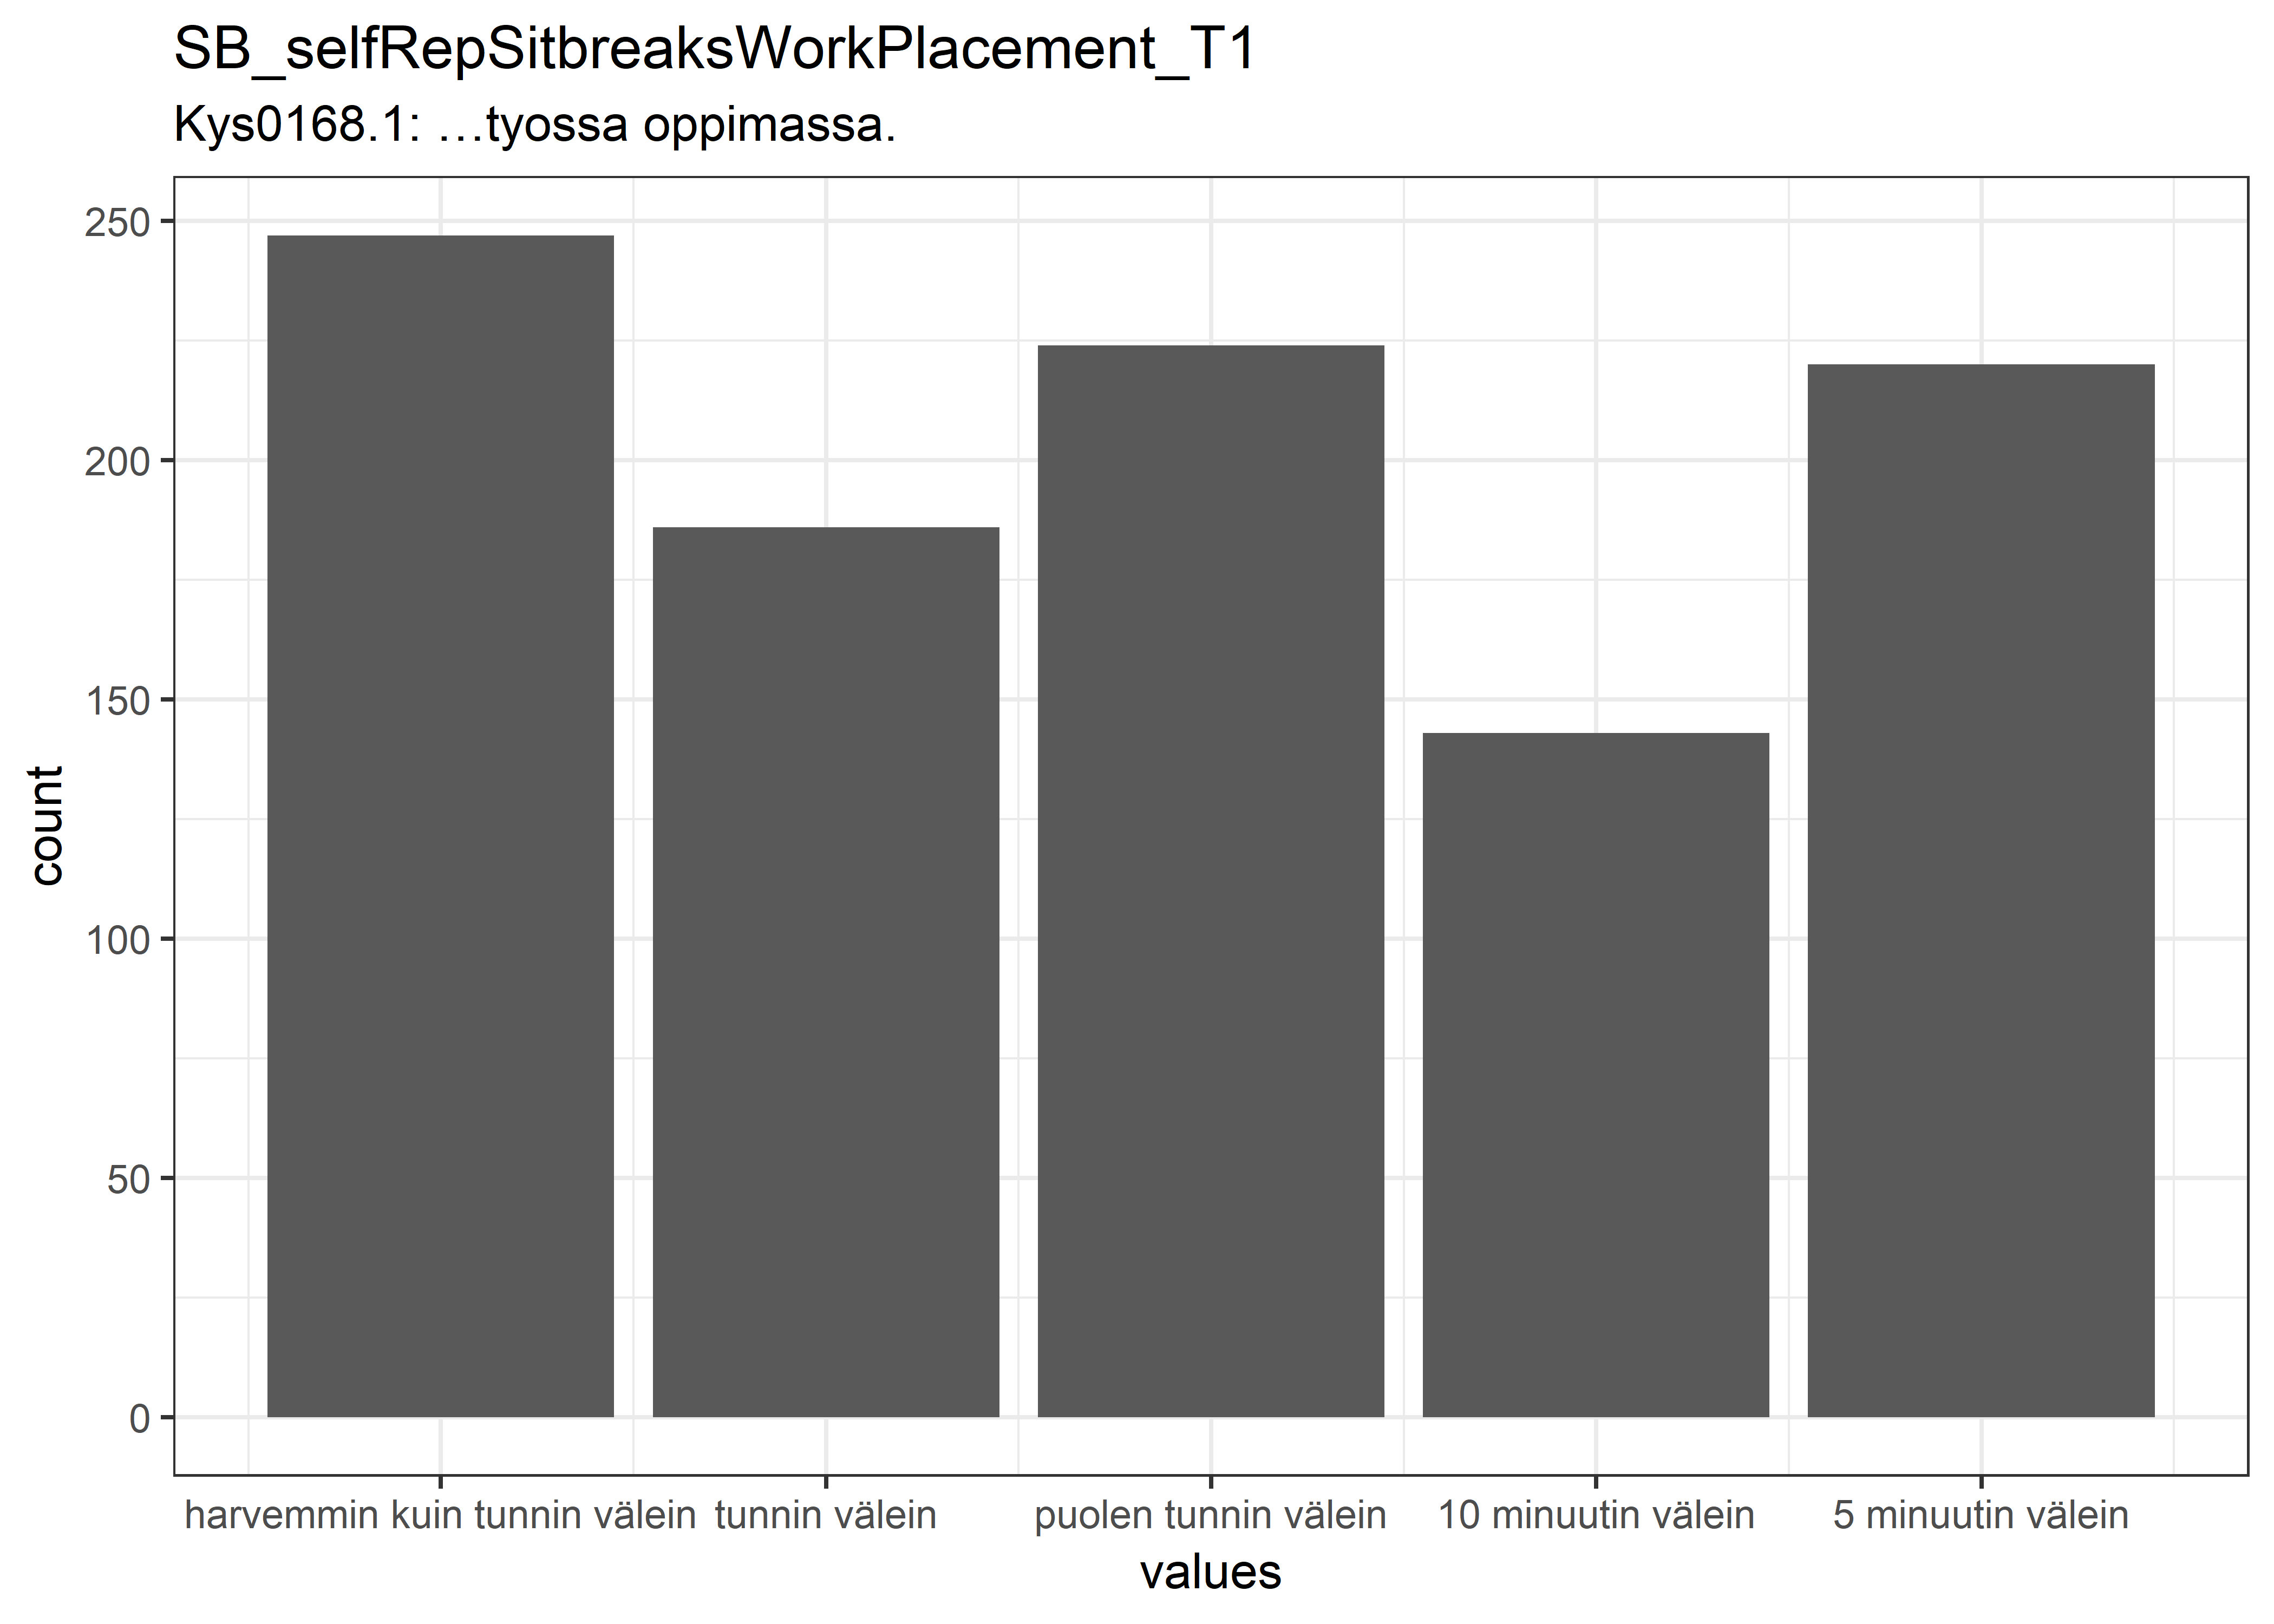 SB_selfRepSitbreaksWorkPlacement_T1
Kys0168.1: …tyossa oppimassa.
250
200
150
100
50
0
count
harvemmin kuin tunnin välein tunnin välein puolen tunnin välein 10 minuutin välein 5 minuutin välein
values